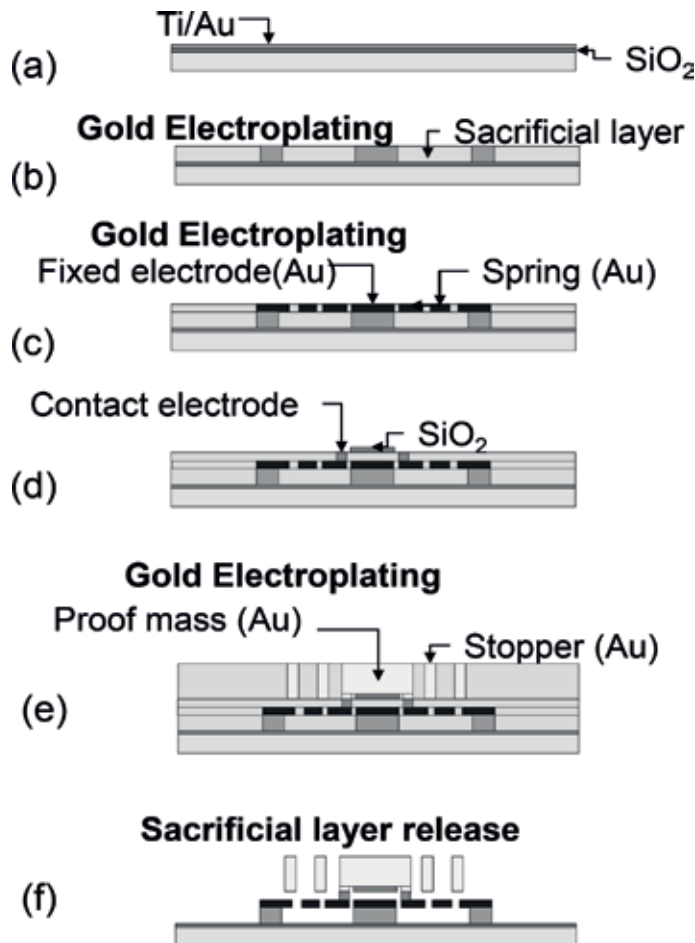 Ti/Au
(a)
SiO₂
Gold Electroplating
Sacrificial layer
(b)
Gold Electroplating
Fixed electrode(Au)
Spring (Au)
(c)
Contact electrode
SiO₂
(d)
Gold Electroplating
Proof mass (Au)
Stopper (Au)
(e)
Sacrificial layer release
(f)